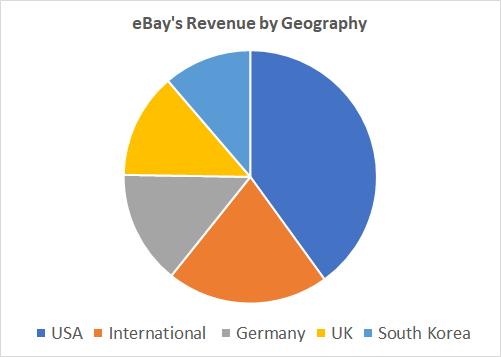 eBay's Revenue by Geography
USA International Germany UK South Korea